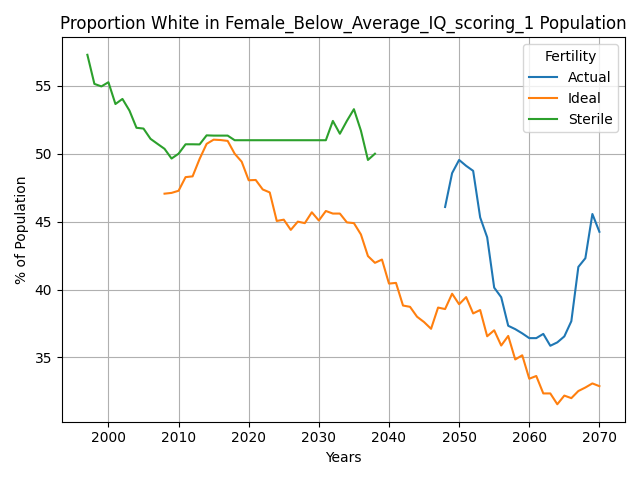 Proportion White in Female_Below_Average_IQ_scoring_1 Population
Fertility
Actual
Ideal
Sterile
% of Population
55
50
45
40
35
2000 2010 2020 2030 2040 2050 2060 2070
Years